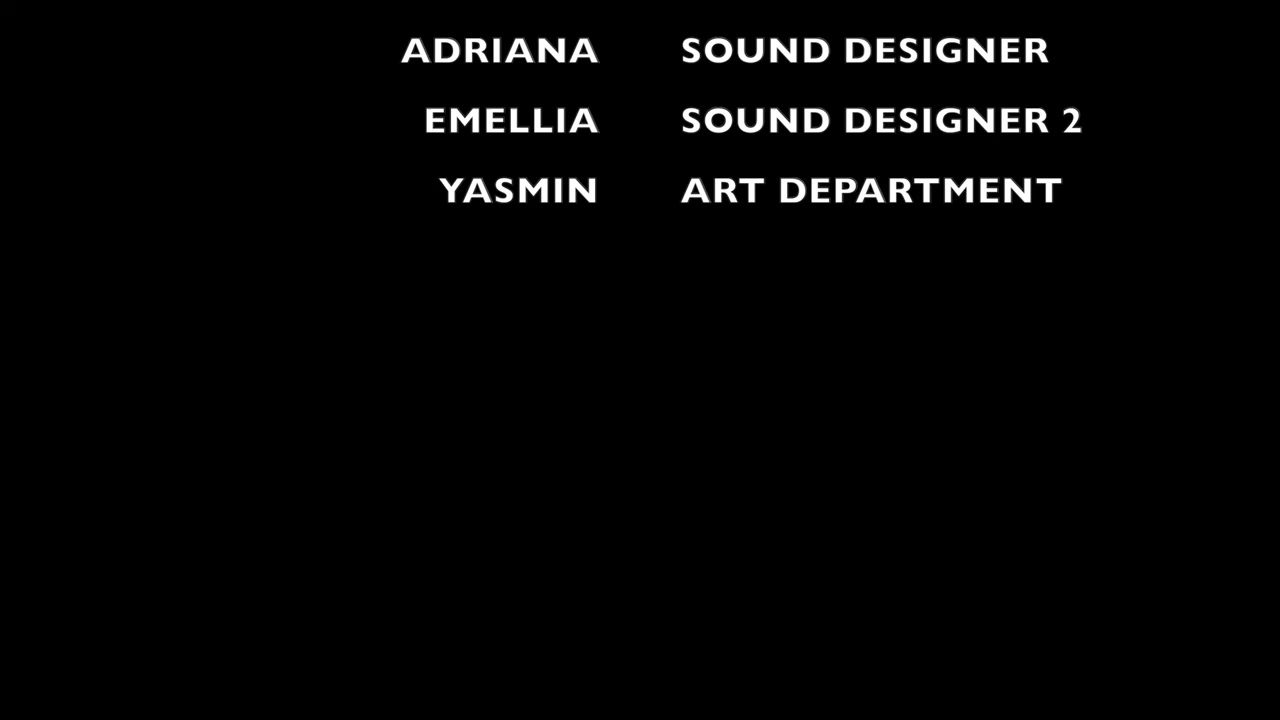 ADRIANA SOUND DESIGNER
EMELLIA SOUND DESIGNER 2
YASMIN ART DEPARTMENT